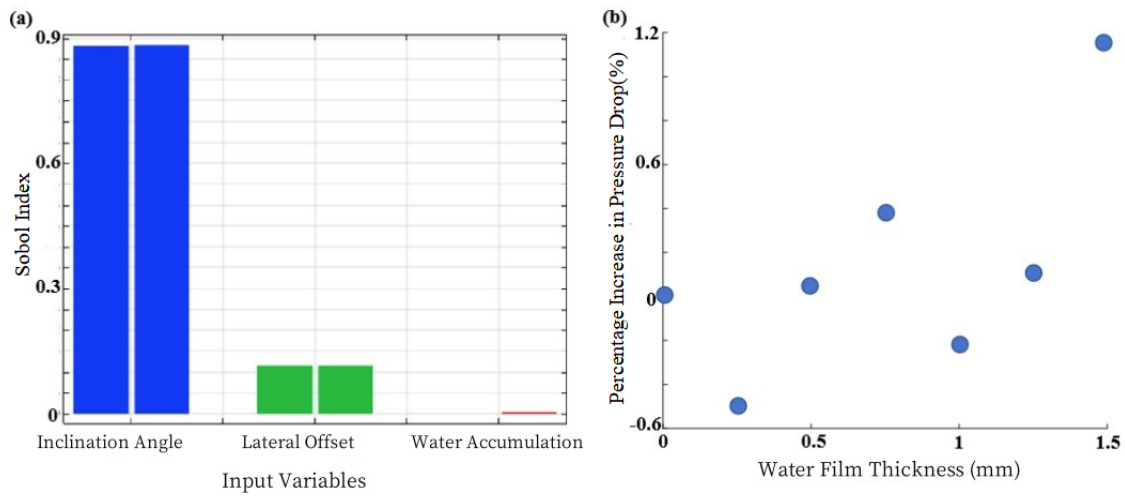 (a)
0.9
0.6
0.3
0
Sobol Index
Inclination Angle Lateral Offset Water Accumulation
Input Variables
(b)
1.2
0.6
0
-0.6
Percentage Increase in Pressure Drop(%)
0 0.5 1 1.5
Water Film Thickness (mm)